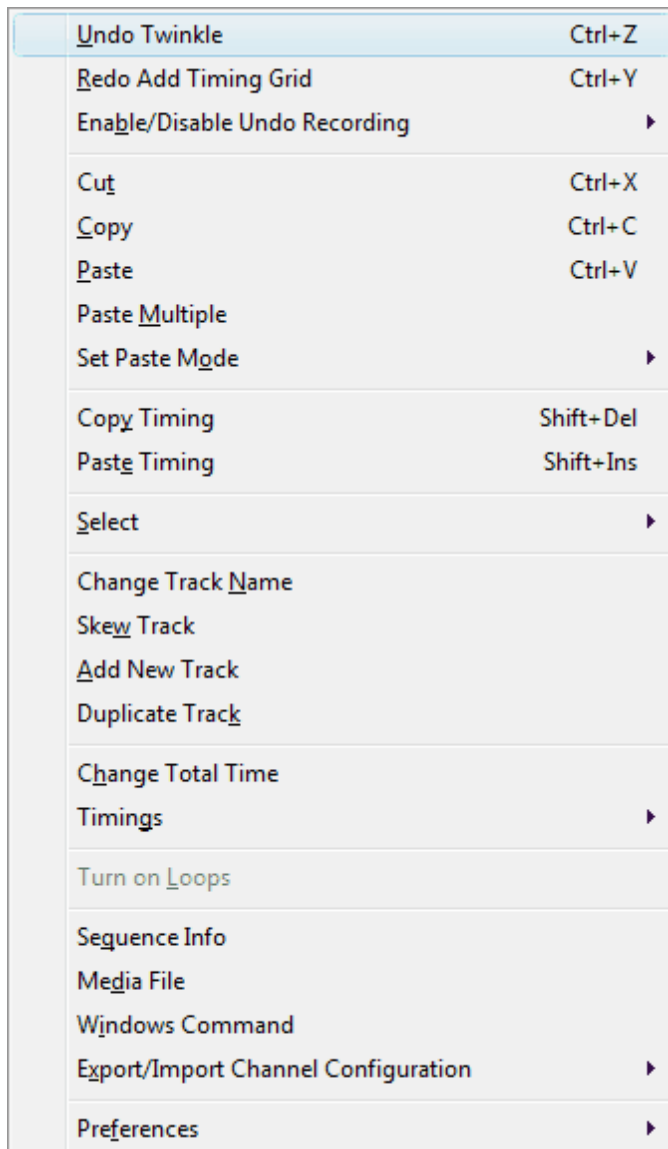 Undo Twinkle Ctrl+Z
Redo Add Timing Grid Ctrl+Y
Enable/Disable Undo Recording
Cut Ctrl+X
Copy Ctrl+C
Paste Ctrl+V
Paste Multiple
Set Paste Mode
Copy Timing Shift+Del
Paste Timing Shift+Ins
Select
Change Track Name
Skew Track
Add New Track
Duplicate Track
Change Total Time
Timings
Turn on Loops
Sequence Info
Media File
Windows Command
Export/Import Channel Configuration
Preferences